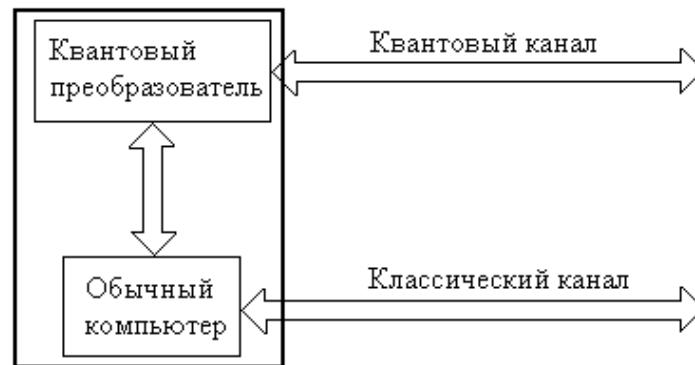 Квантовый
преобразователь
Квантовый канал
Обычный
компьютер
Классический канал